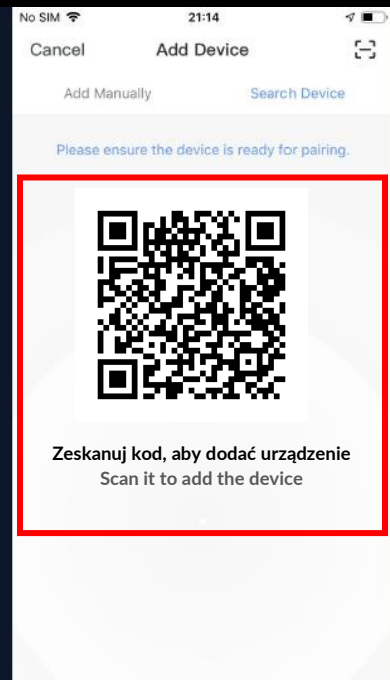 No SIM 21:14
Cancel Add Device
Add Manually Search Device
Please ensure the device is ready for pairing.
Zeskanuj kod, aby dodać urządzenie
Scan it to add the device